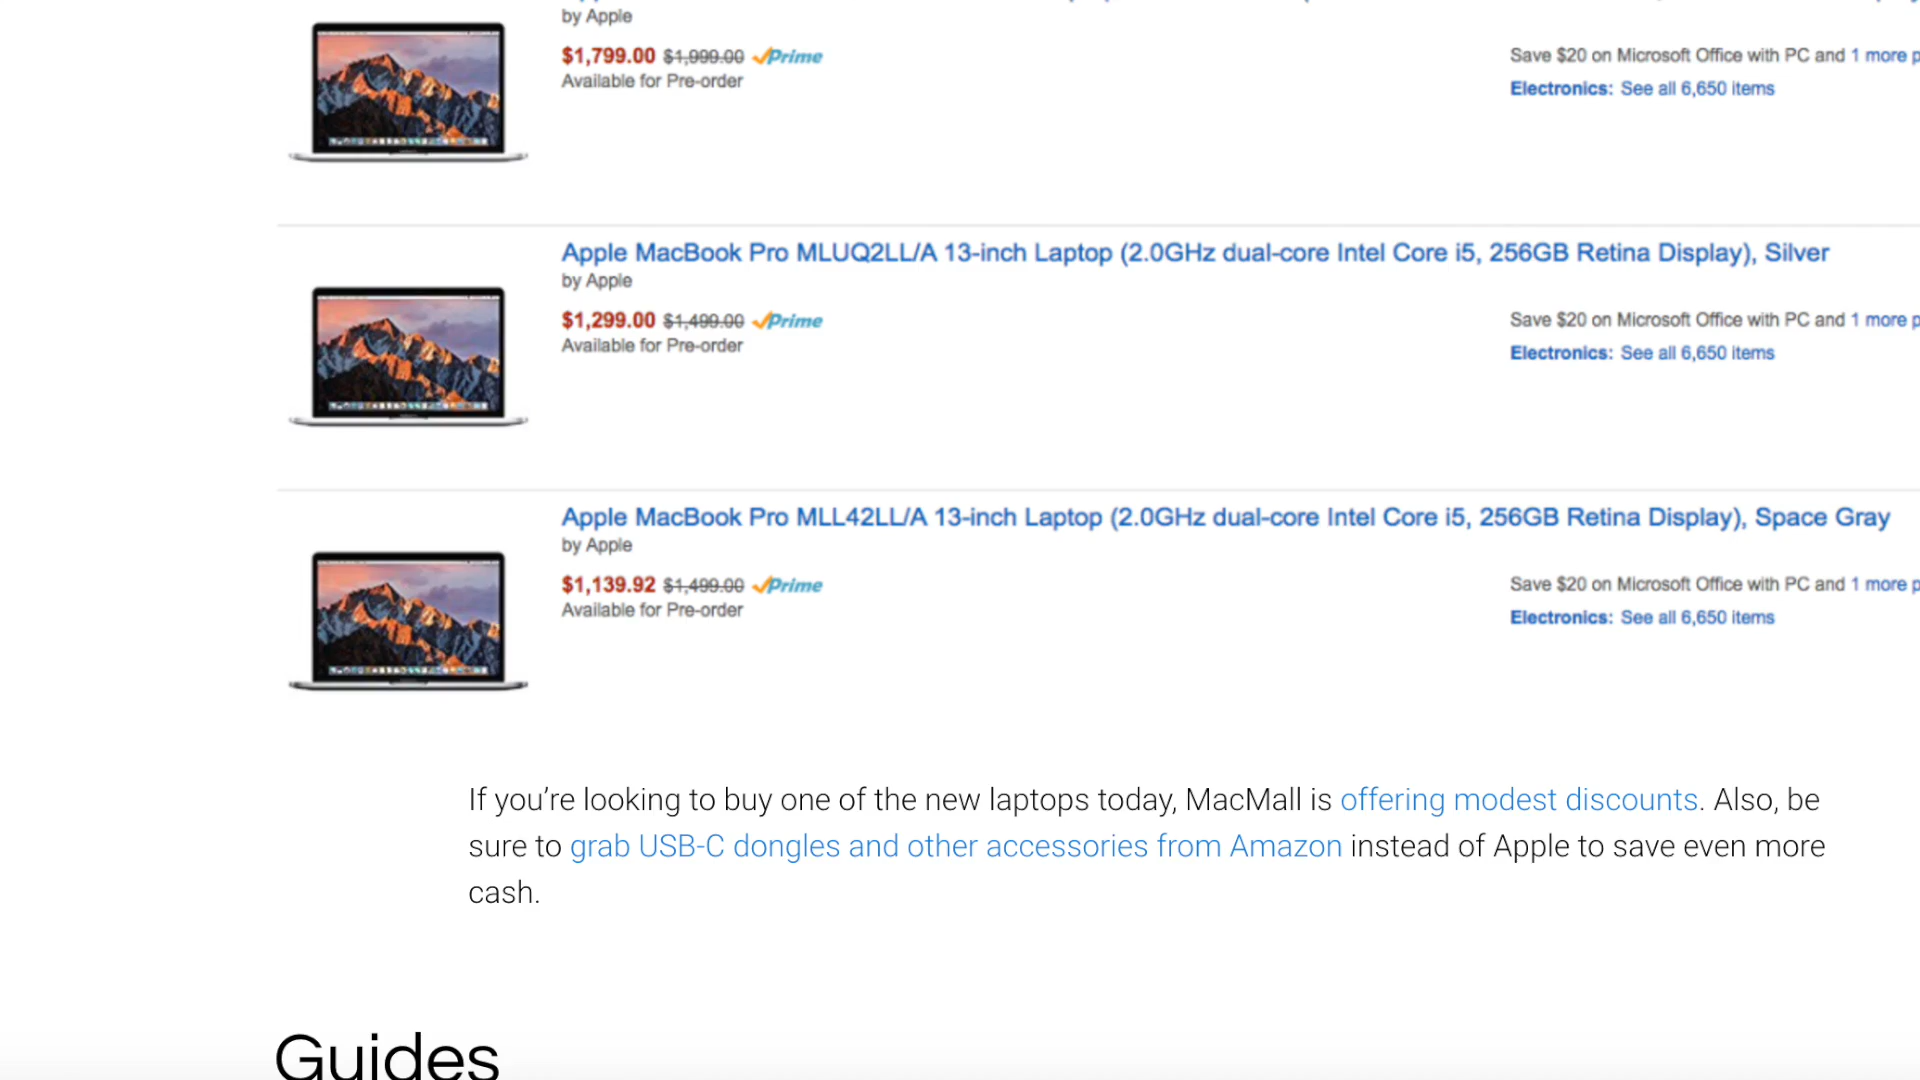 by Apple
$1,799.00 $1,999.00 Prime
Available for Pre-order
Save $20 on Microsoft Office with PC and 1 more
Electronics: See all 6,650 items
Apple MacBook Pro MLUQ2LL/A 13-inch Laptop (2.0GHz dual-core Intel Core i5, 256GB Retina Display), Silver
by Apple
$1,299.00 $1,499.00 Prime
Available for Pre-order
Save $20 on Microsoft Office with PC and 1 more
Electronics: See all 6,650 items
Apple MacBook Pro MLL42LL/A 13-inch Laptop (2.0GHz dual-core Intel Core i5, 256GB Retina Display), Space Gray
by Apple
$1,139.92 $1,499.00 Prime
Available for Pre-order
Save $20 on Microsoft Office with PC and 1 more
Electronics: See all 6,650 items
If you’re looking to buy one of the new laptops today, MacMall is offering modest discounts. Also, be
sure to grab USB-C dongles and other accessories from Amazon instead of Apple to save even more
cash.
Guides